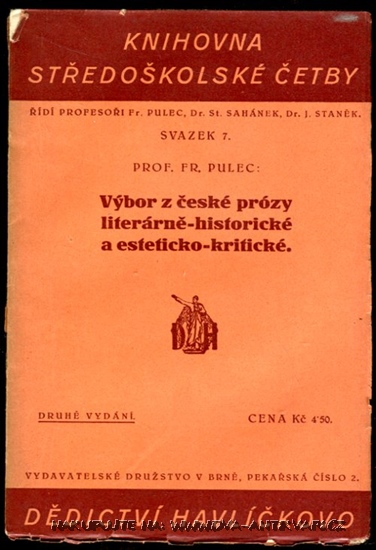 KNIHOVNA
STŘEDOŠKOLSKÉ ČETBY
ŘÍDÍ PROFESOŘI Fr. PULEC, Dr. St. SAHÁNEK, Dr. J. STANĚK.
SVAZEK 7.
PROF. FR. PULEC:
Výbor z české prózy
literárně-historické
a esteticko-kritické.
DH
DRUHÉ VYDÁNÍ.
CENA Kč 4'50.
VYDAVATELSKÉ DRUŽSTVO V BRNĚ, PEKAŘSKÁ ČÍSLO 2.
DĚDICTVÍ HAVLÍČKOVO